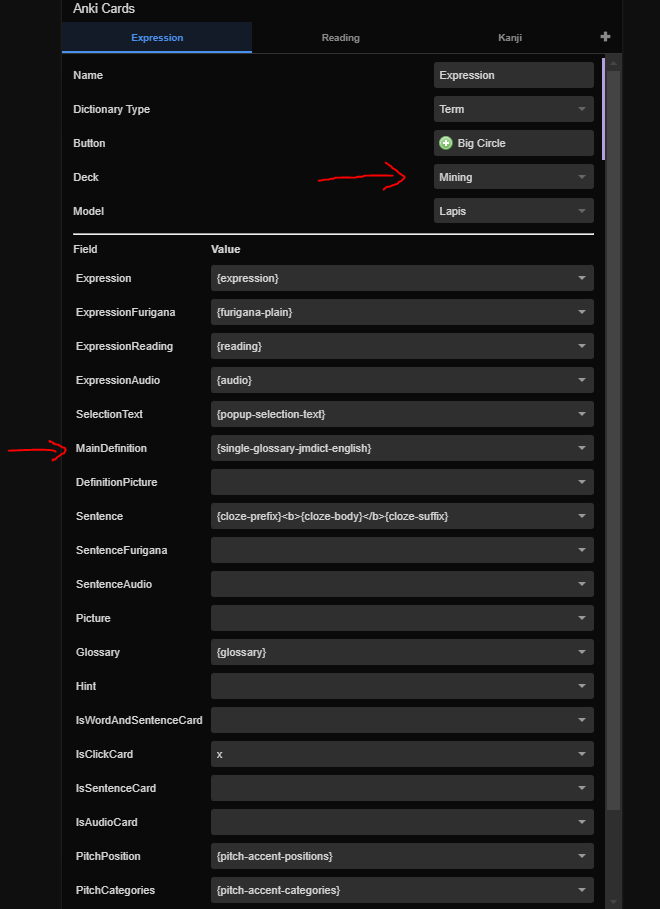 Anki Cards
Expression Reading Kanji
Name Expression
Dictionary Type Term
Button Big Circle
Deck Mining
Model Lapis
Field Value
Expression {expression}
ExpressionFurigana {furigana-plain}
ExpressionReading {reading}
ExpressionAudio {audio}
SelectionText {popup-selection-text}
MainDefinition {single-glossary-jmdict-english}
DefinitionPicture
Sentence {cloze-prefix}<b>{cloze-body}</b>{cloze-suffix}
SentenceFurigana
SentenceAudio
Picture
Glossary {glossary}
Hint
IsWordAndSentenceCard
IsClickCard x
IsSentenceCard
IsAudioCard
PitchPosition {pitch-accent-positions}
PitchCategories {pitch-accent-categories}